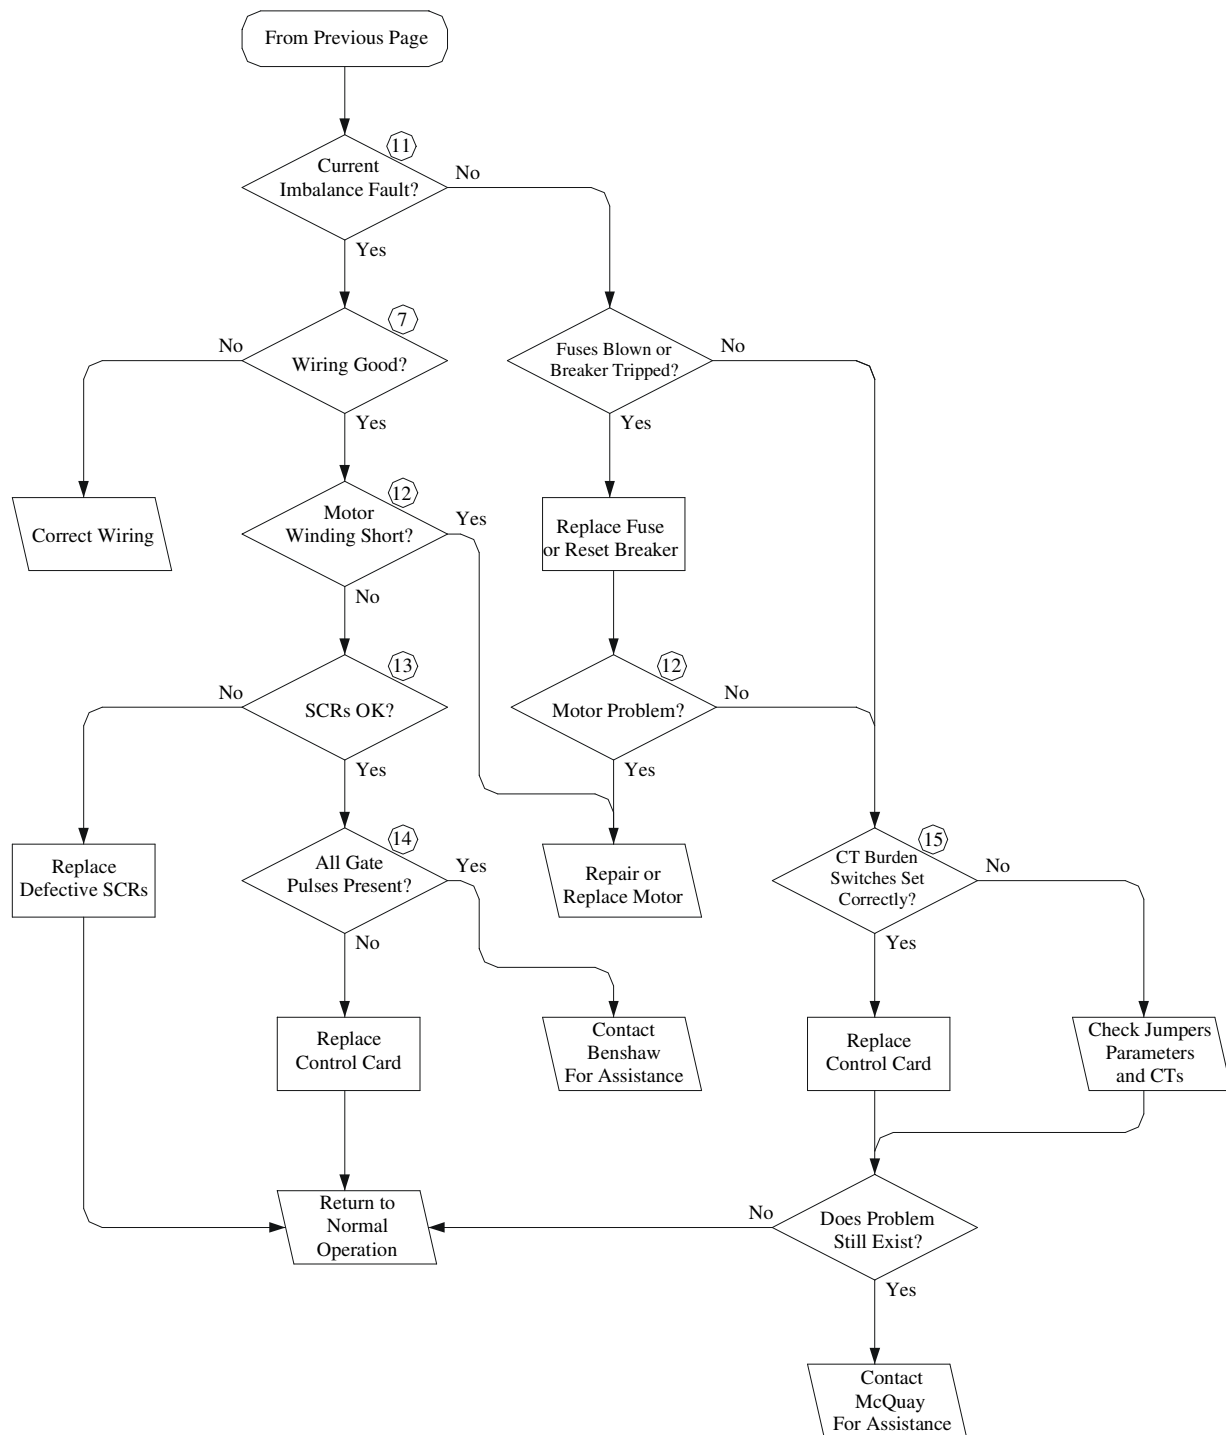 From Previous Page
11
Current
Imbalance Fault?
No
Yes
7
Wiring Good?
No
Yes
Fuses Blown or
Breaker Tripped?
No
Yes
Correct Wiring
12
Motor
Winding Short?
Yes
No
Replace Fuse
or Reset Breaker
13
SCRs OK?
No
Yes
12
Motor Problem?
No
Yes
Replace
Defective SCRs
14
All Gate
Pulses Present?
Yes
No
Repair or
Replace Motor
15
CT Burden
Switches Set
Correctly?
No
Yes
Replace
Control Card
Contact
Benshaw
For Assistance
Replace
Control Card
Check Jumpers
Parameters
and CTs
Return to
Normal
Operation
No
Does Problem
Still Exist?
Yes
Contact
McQuay
For Assistance